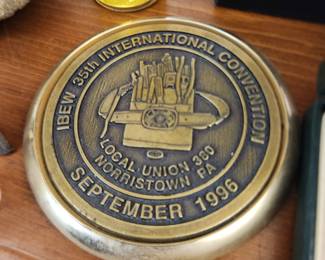 IBEW 35th INTERNATIONAL CONVENTION
LOCAL UNION 380
NORRISTOWN PA
SEPTEMBER 1996